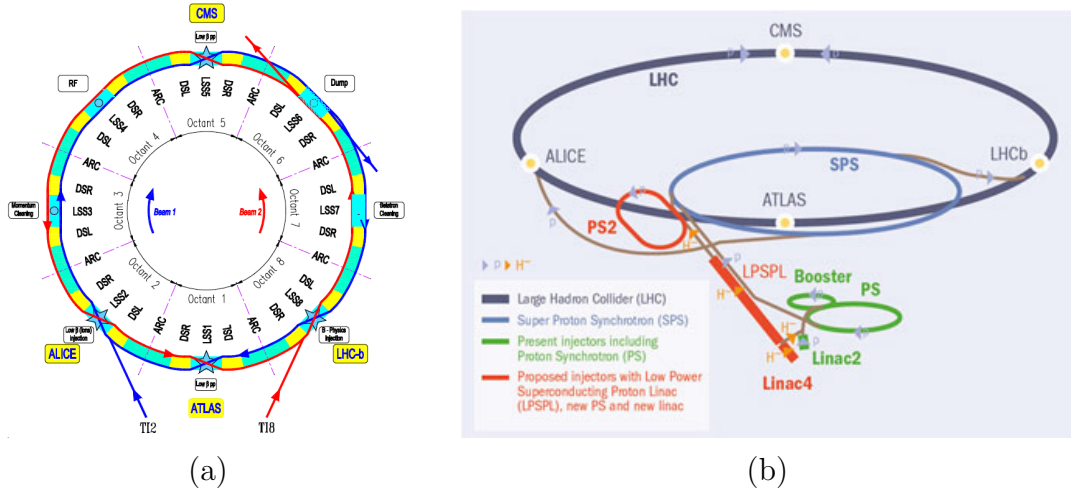 CMS
Low β pp
RF
Dump
DSL
LSS5
DSR
ARC
ARC
DSR
LSS4
DSL
DSL
LSS6
DSR
Octant 5
Octant 4
Octant 6
ARC
ARC
DSR
LSS3
DSL
DSL
LSS7
DSR
Momentum
Cleaning
Betatron
Cleaning
Octant 3
Octant 7
Beam 1
Beam 2
ARC
ARC
Octant 2
Octant 8
Octant 1
DSR
LSS2
DSL
DSL
LSS8
DSR
ARC
ARC
DSR
LSS1
DSL
Low β (Ions)
Injection
B - Physics
Injection
ALICE
LHC-b
Low β pp
ATLAS
TI2
TI8
(a)
CMS
p
p
LHC
ALICE
p
SPS
LHCb
p
ATLAS
p
PS2
p
H⁻
p
LPSPL
p H⁻
H⁻
Booster
p
PS
p
H⁻
p
Linac2
H⁻
Linac4
Large Hadron Collider (LHC)
Super Proton Synchrotron (SPS)
Present injectors including
Proton Synchrotron (PS)
Proposed injectors with Low Power
Superconducting Proton Linac
(LPSPL), new PS and new linac
(b)